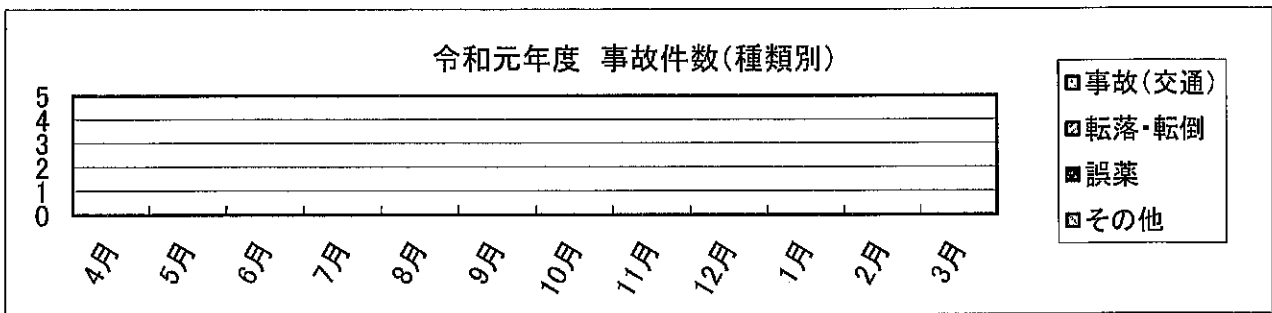 令和元年度 事故件数(種類別)
5
4
3
2
1
0
4月 5月 6月 7月 8月 9月 10月 11月 12月 1月 2月 3月
事故(交通)
転落・転倒
誤薬
その他